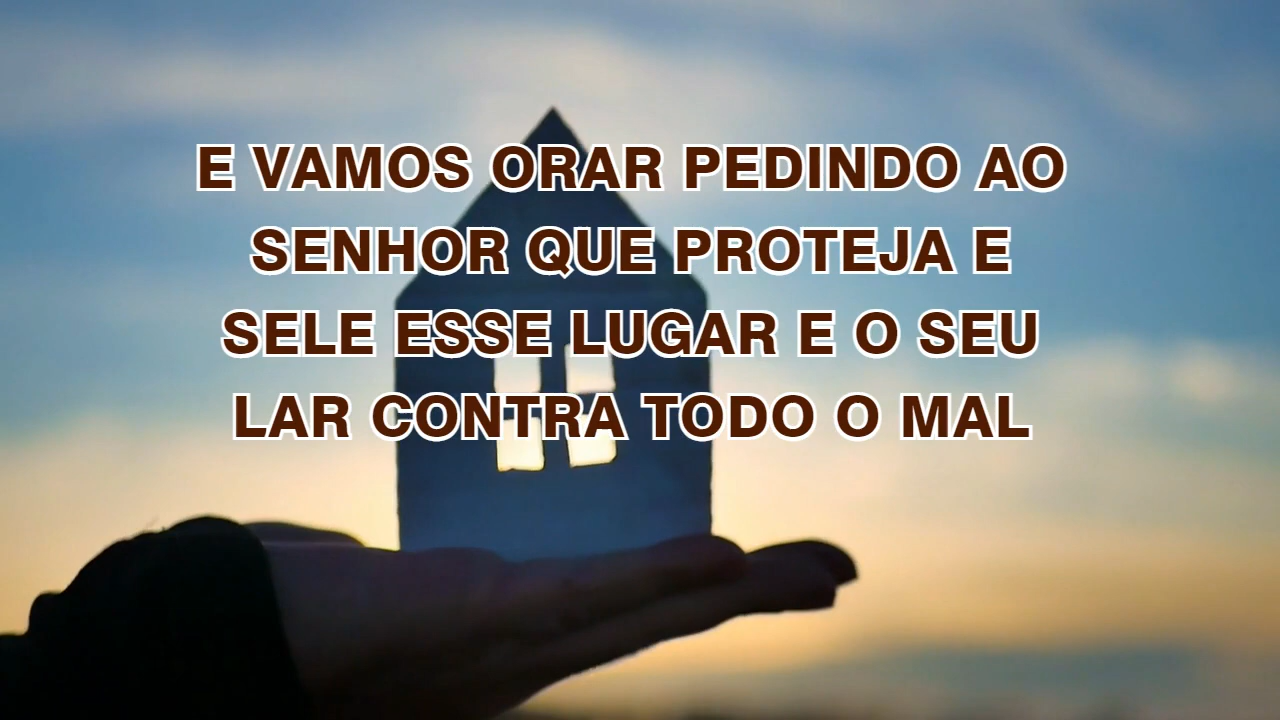 E VAMOS ORAR PEDINDO AO
SENHOR QUE PROTEJA E
SELE ESSE LUGAR E O SEU
LAR CONTRA TODO O MAL